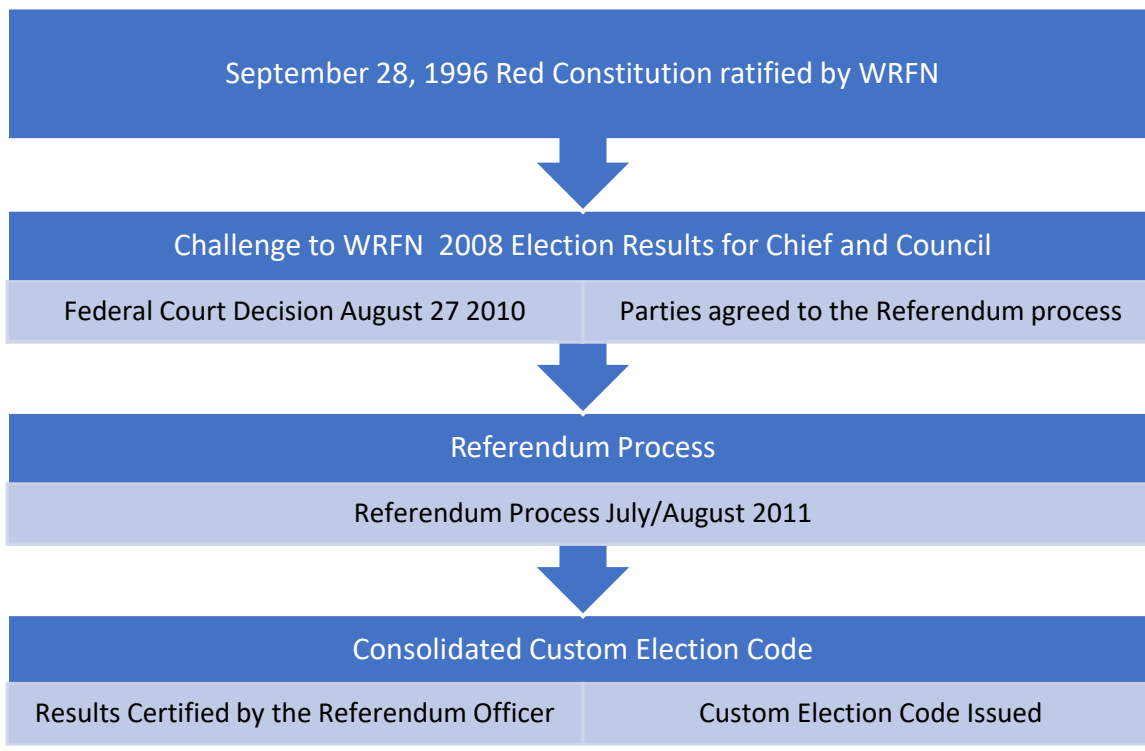 September 28, 1996 Red Constitution ratified by WRFN
Challenge to WRFN 2008 Election Results for Chief and Council
Federal Court Decision August 27 2010
Parties agreed to the Referendum process
Referendum Process
Referendum Process July/August 2011
Consolidated Custom Election Code
Results Certified by the Referendum Officer
Custom Election Code Issued